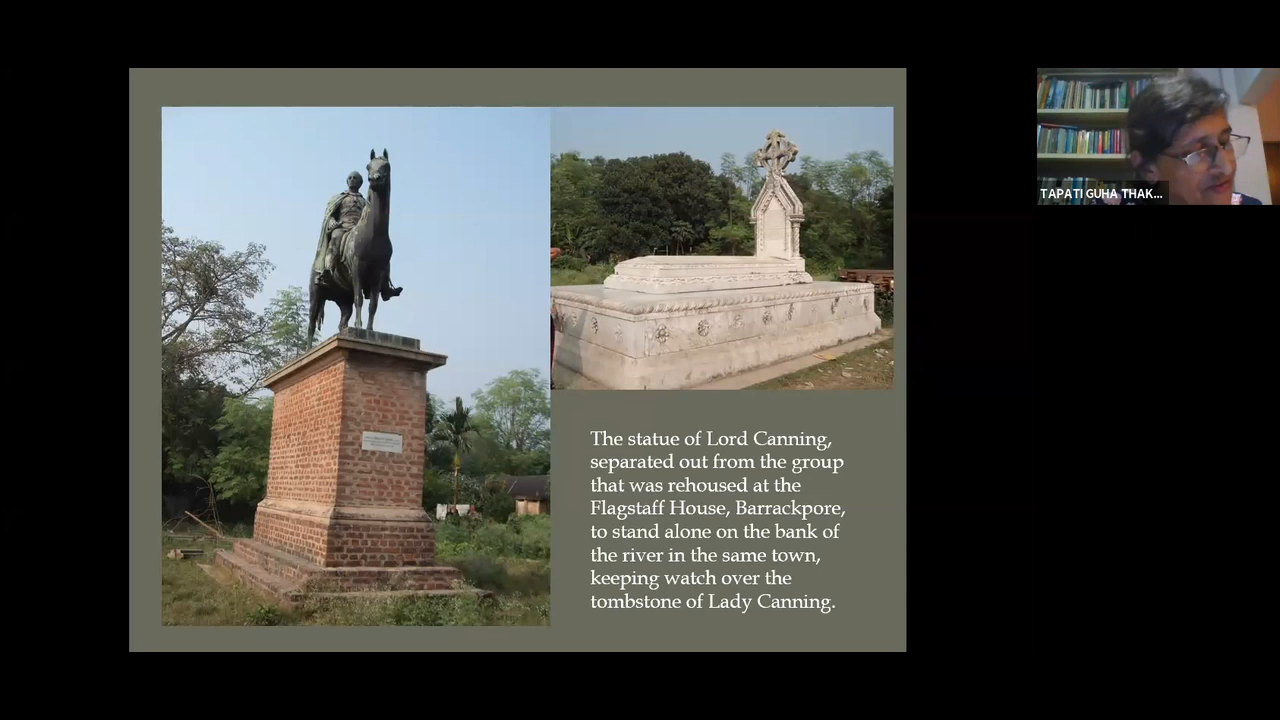 The statue of Lord Canning,
separated out from the group
that was rehoused at the
Flagstaff House, Barrackpore,
to stand alone on the bank of
the river in the same town,
keeping watch over the
tombstone of Lady Canning.
TAPATI GUHA THAK...